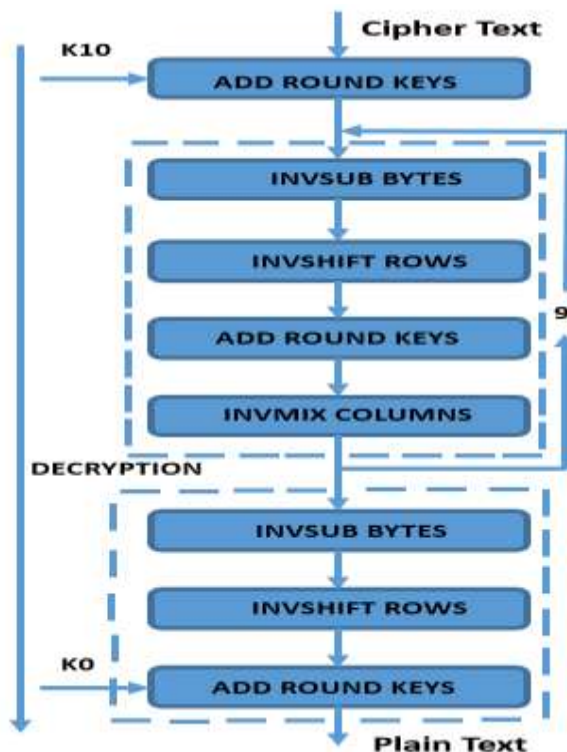 Cipher Text
K10
ADD ROUND KEYS
INVSUB BYTES
INVSHIFT ROWS
9
ADD ROUND KEYS
INVMIX COLUMNS
DECRYPTION
INVSUB BYTES
INVSHIFT ROWS
K0
ADD ROUND KEYS
Plain Text